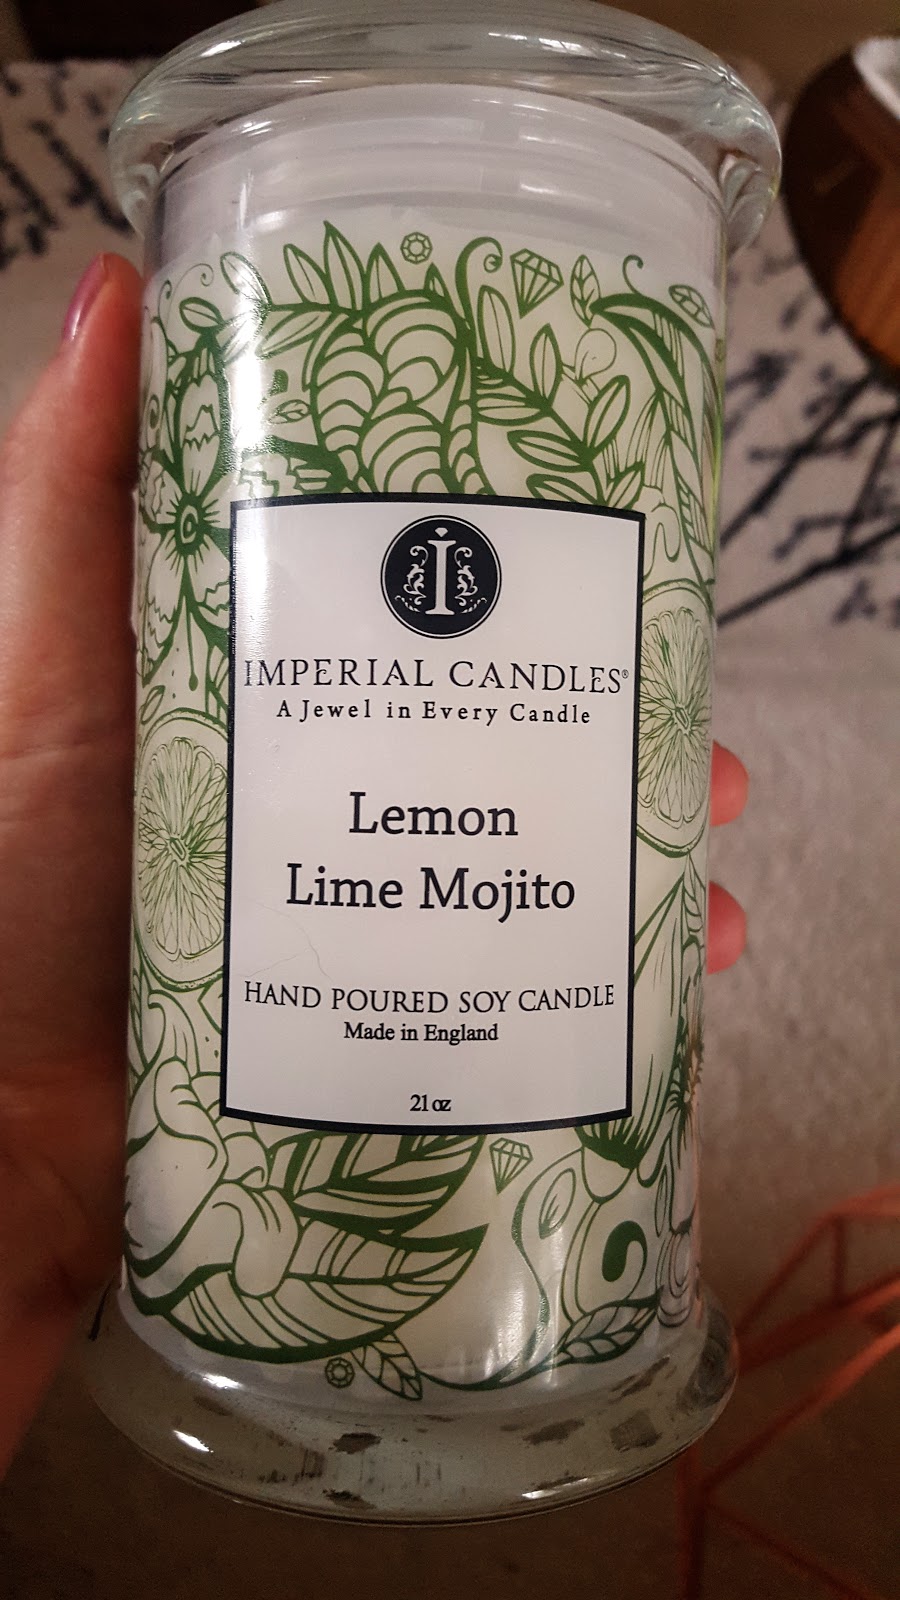 I
IMPERIAL CANDLES®
A Jewel in Every Candle
Lemon
Lime Mojito
HAND POURED SOY CANDLE
Made in England
21 oz